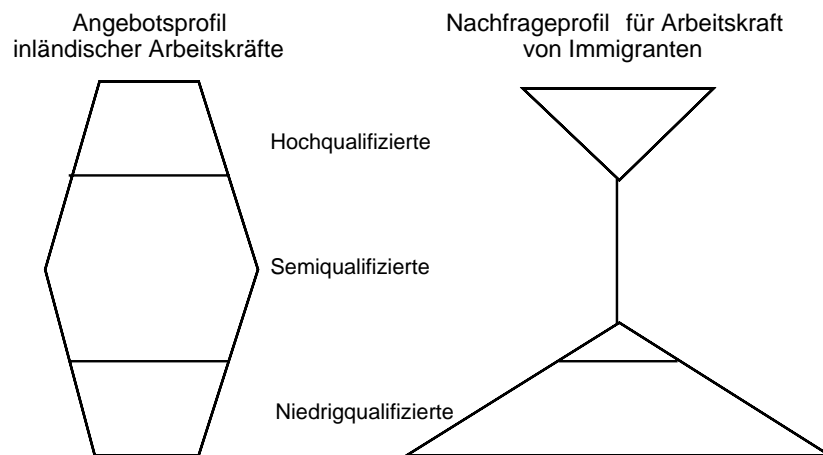 Angebotsprofil
inländischer Arbeitskräfte
Nachfrageprofil für Arbeitskraft
von Immigranten
Hochqualifizierte
Semiqualifizierte
Niedrigqualifizierte